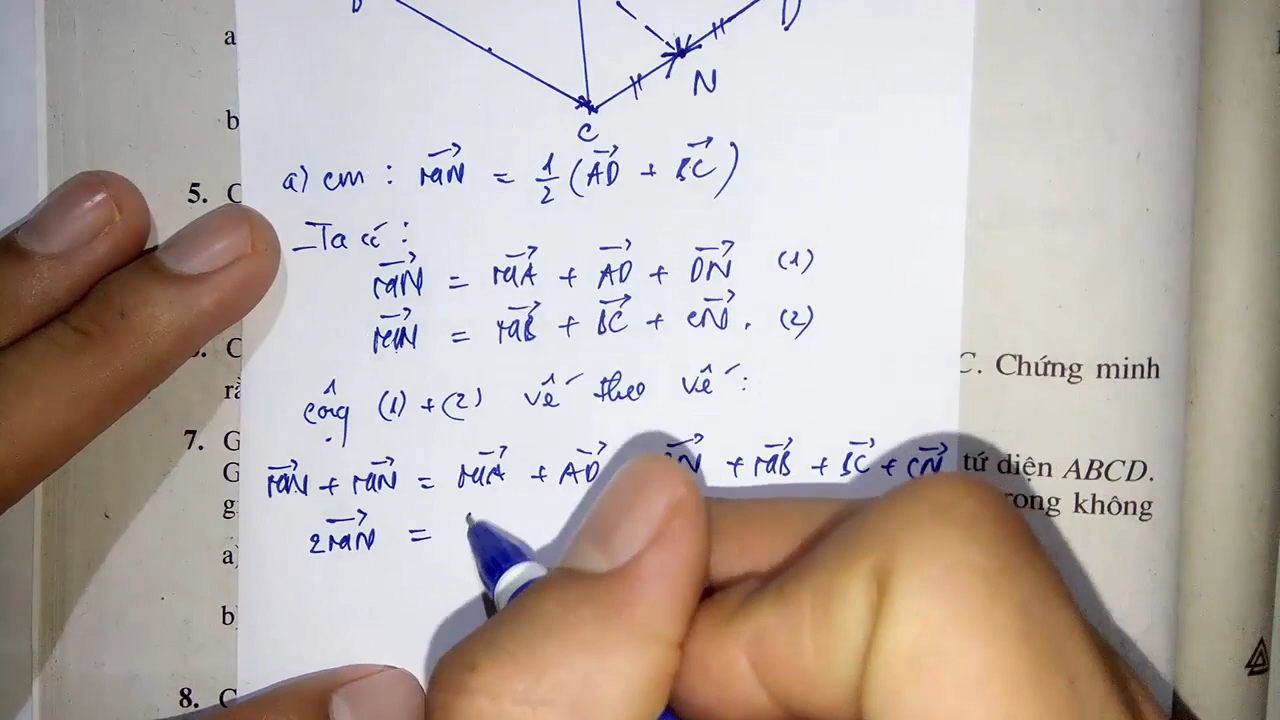 N
C
a) cm : MN = 1/2 (AD + BC)
_Ta có :
MN = MA + AD + DN (1)
MN = MB + BC + CN . (2)
Cộng (1) + (2) vế theo vế :
MN + MN = MA + AD N + MB + BC + CN
2MN =
a
b
5. C
C
rằ
7. G
G
g
a)
b)
8.
C. Chứng minh
tứ diện ABCD.
rong không